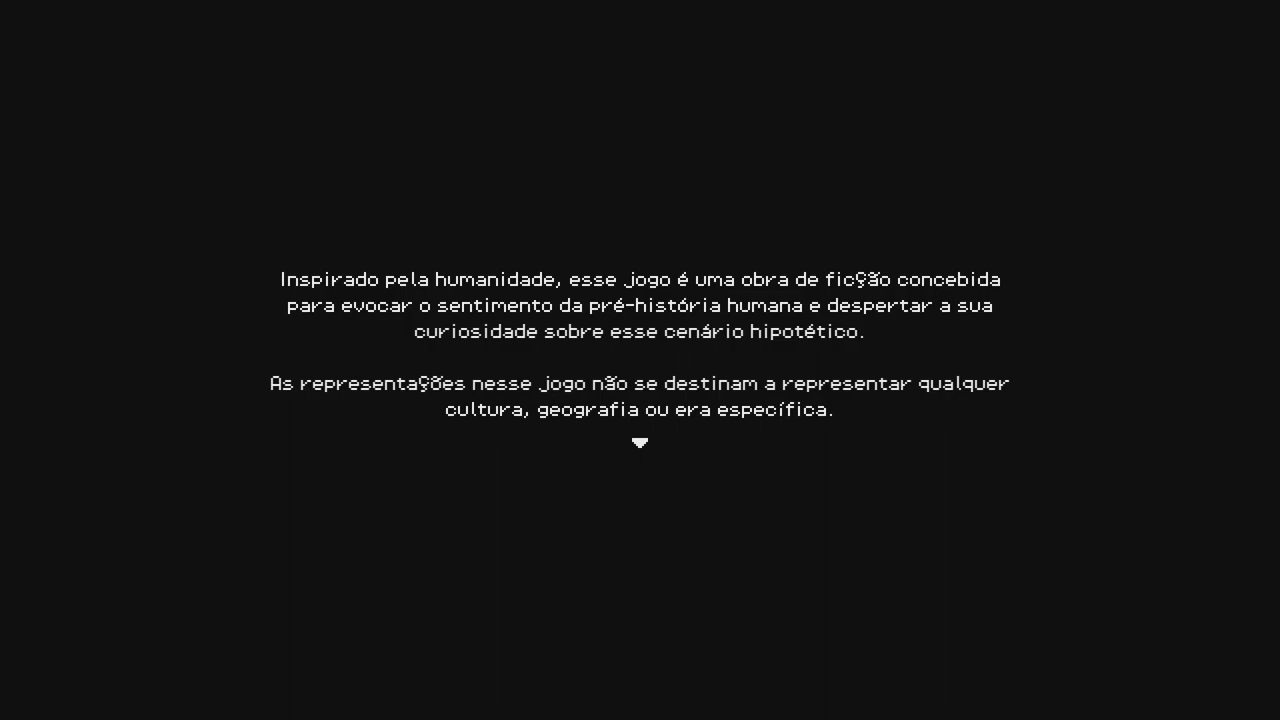 Inspirado pela humanidade, esse jogo é uma obra de ficção concebida
para evocar o sentimento da pré-história humana e despertar a sua
curiosidade sobre esse cenário hipotético.
As representações nesse jogo não se destinam a representar qualquer
cultura, geografia ou era específica.